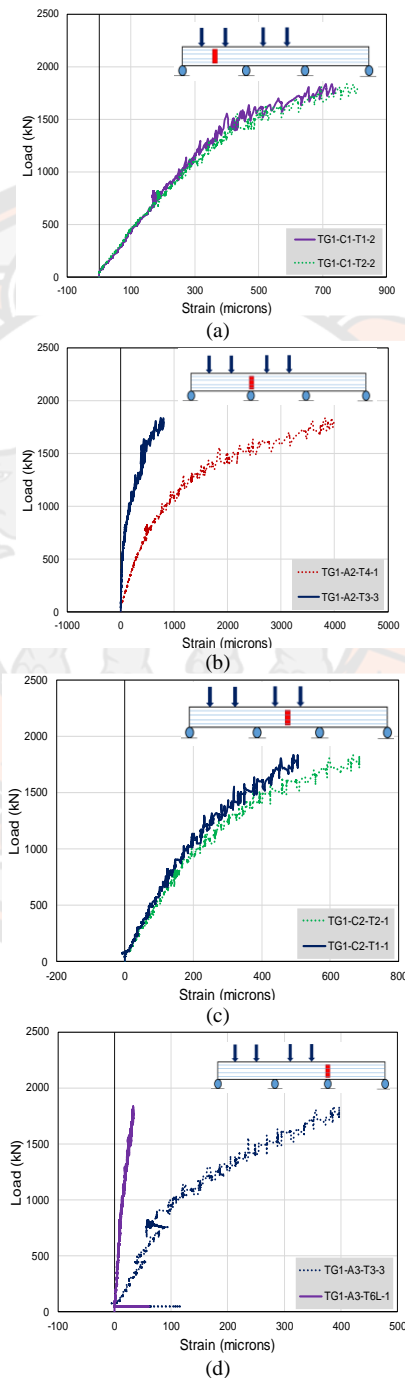 2500
2000
1500
1000
500
0
Load (kN)
-100 100 300 500 700 900
Strain (microns)
TG1-C1-T1-2
TG1-C1-T2-2
(a)
2500
2000
1500
1000
500
0
Load (kN)
-1000 0 1000 2000 3000 4000 5000
Strain (microns)
TG1-A2-T4-1
TG1-A2-T3-3
(b)
2500
2000
1500
1000
500
0
Load (kN)
-200 0 200 400 600 800
Strain (microns)
TG1-C2-T2-1
TG1-C2-T1-1
(c)
2500
2000
1500
1000
500
0
Load (kN)
-100 0 100 200 300 400 500
Strain (microns)
TG1-A3-T3-3
TG1-A3-T6L-1
(d)